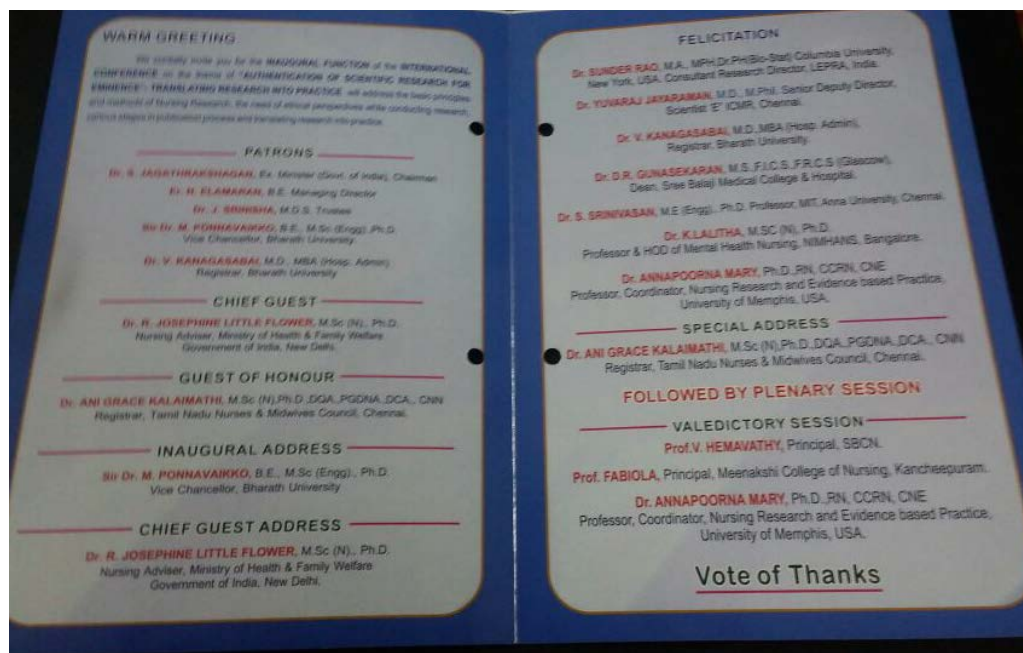 WARM GREETING
We cordially invite you for the INAUGURAL FUNCTION of the INTERNATIONAL
CONFERENCE on the theme of "AUTHENTICATION OF SCIENTIFIC RESEARCH FOR
EMINENCE": TRANSLATING RESEARCH INTO PRACTICE will address the basic principles
and methods of Nursing Research, the need of ethical perspectives while conducting research,
various stages in publication process and translating research into practice.
PATRONS
Dr. S. JAGATHRAKSHAGAN, Ex. Minister (Govt. of India), Chairman
Er. R. ELAMARAN, B.E. Managing Director
Dr. J. SRINISHA, M.D.S. Trustee
Sir Dr. M. PONNAVAIKKO, B.E., M.Sc (Engg)., Ph.D.
Vice Chancellor, Bharath University
Dr. V. KANAGASABAI, M.D., MBA (Hosp. Admin)
Registrar, Bharath University
CHIEF GUEST
Dr. R. JOSEPHINE LITTLE FLOWER, M.Sc (N)., Ph.D.
Nursing Adviser, Ministry of Health & Family Welfare
Government of India, New Delhi.
GUEST OF HONOUR
Dr. ANI GRACE KALAIMATHI, M.Sc (N),Ph.D.,DQA.,PGDNA.,DCA., CNN
Registrar, Tamil Nadu Nurses & Midwives Council, Chennai.
INAUGURAL ADDRESS
Sir Dr. M. PONNAVAIKKO, B.E., M.Sc (Engg)., Ph.D.
Vice Chancellor, Bharath University
CHIEF GUEST ADDRESS
Dr. R. JOSEPHINE LITTLE FLOWER, M.Sc (N)., Ph.D.
Nursing Adviser, Ministry of Health & Family Welfare
Government of India, New Delhi.
FELICITATION
Dr. SUNDER RAO, M.A., MPH,Dr.PH(Bio-Stat) Columbia University,
New York, USA, Consultant Research Director, LEPRA, India.
Dr. YUVARAJ JAYARAMAN, M.D., M.Phil, Senior Deputy Director,
Scientist 'E' ICMR, Chennai.
Dr. V. KANAGASABAI, M.D.,MBA (Hosp. Admin),
Registrar, Bharath University.
Dr. D.R. GUNASEKARAN, M.S.,F.I.C.S.,F.R.C.S (Glascow),
Dean, Sree Balaji Medical College & Hospital.
Dr. S. SRINIVASAN, M.E (Engg)., Ph.D. Professor, MIT, Anna University, Chennai.
Dr. K.LALITHA, M.SC (N), Ph.D.
Professor & HOD of Mental Health Nursing, NIMHANS, Bangalore.
Dr. ANNAPOORNA MARY, Ph.D.,RN, CCRN, CNE
Professor, Coordinator, Nursing Research and Evidence based Practice,
University of Memphis, USA.
SPECIAL ADDRESS
Dr. ANI GRACE KALAIMATHI, M.Sc (N),Ph.D.,DQA.,PGDNA.,DCA., CNN
Registrar, Tamil Nadu Nurses & Midwives Council, Chennai.
FOLLOWED BY PLENARY SESSION
VALEDICTORY SESSION
Prof.V. HEMAVATHY, Principal, SBCN.
Prof. FABIOLA, Principal, Meenakshi College of Nursing, Kancheepuram.
Dr. ANNAPOORNA MARY, Ph.D.,RN, CCRN, CNE
Professor, Coordinator, Nursing Research and Evidence based Practice,
University of Memphis, USA.
Vote of Thanks